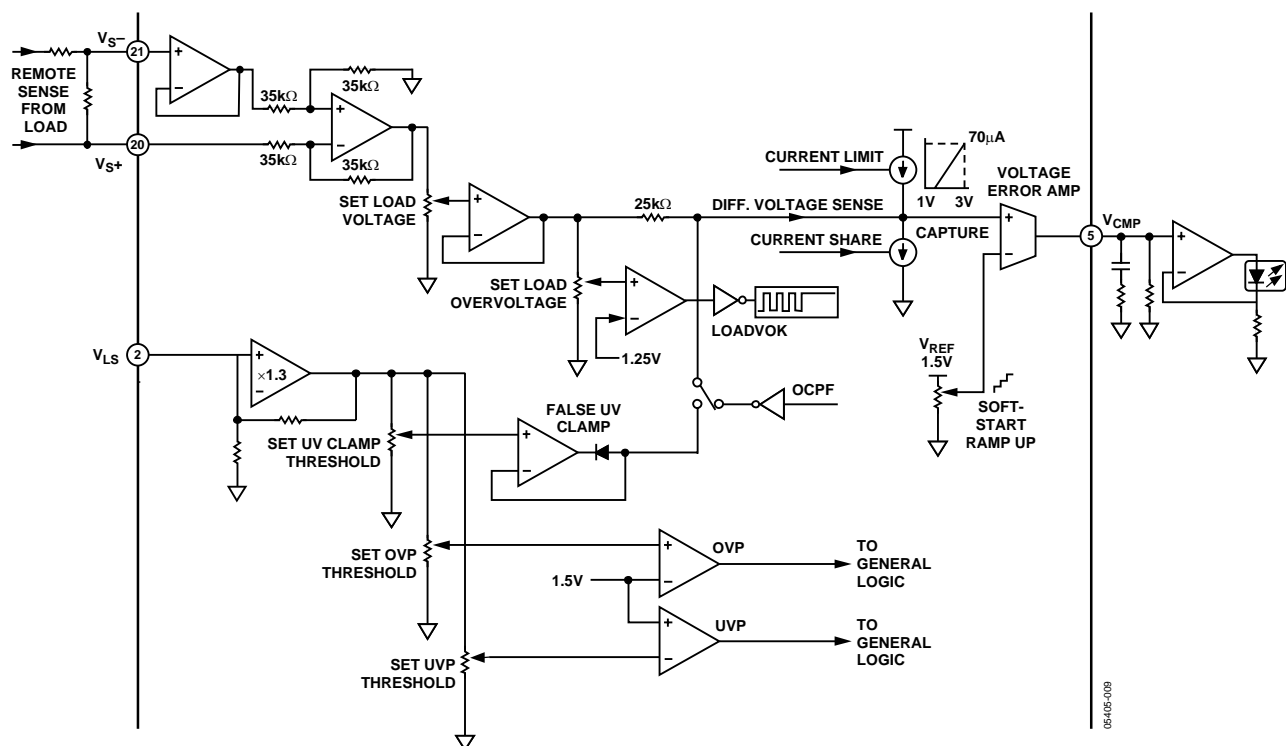 VS−
21
REMOTE
SENSE
FROM
LOAD
20
VS+
35kΩ
35kΩ
35kΩ
35kΩ
+
−
+
−
SET LOAD
VOLTAGE
+
−
25kΩ
DIFF. VOLTAGE SENSE
CURRENT LIMIT
70μA
1V
3V
CURRENT SHARE
CAPTURE
VOLTAGE
ERROR AMP
+
−
5
VCMP
+
−
SET LOAD
OVERVOLTAGE
+
−
1.25V
LOADVOK
VREF
1.5V
SOFT-
START
RAMP UP
VLS
2
+
×1.3
−
SET UV CLAMP
THRESHOLD
FALSE UV
CLAMP
+
−
OCPF
SET OVP
THRESHOLD
+
−
OVP
TO
GENERAL
LOGIC
1.5V
+
−
UVP
TO
GENERAL
LOGIC
SET UVP
THRESHOLD
05405-009